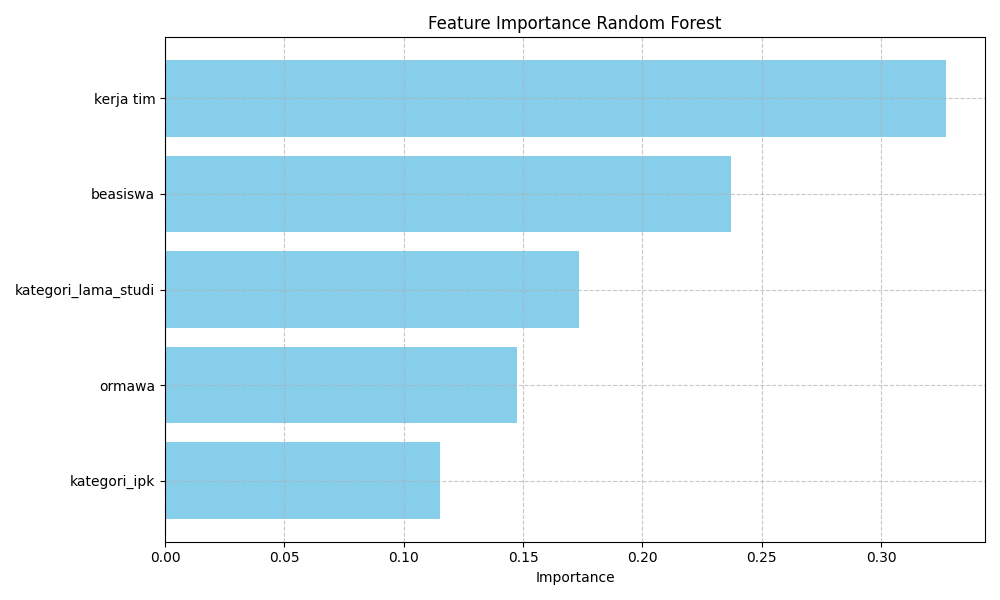 Feature Importance Random Forest
kerja tim
beasiswa
kategori_lama_studi
ormawa
kategori_ipk
0.00 0.05 0.10 0.15 0.20 0.25 0.30
Importance